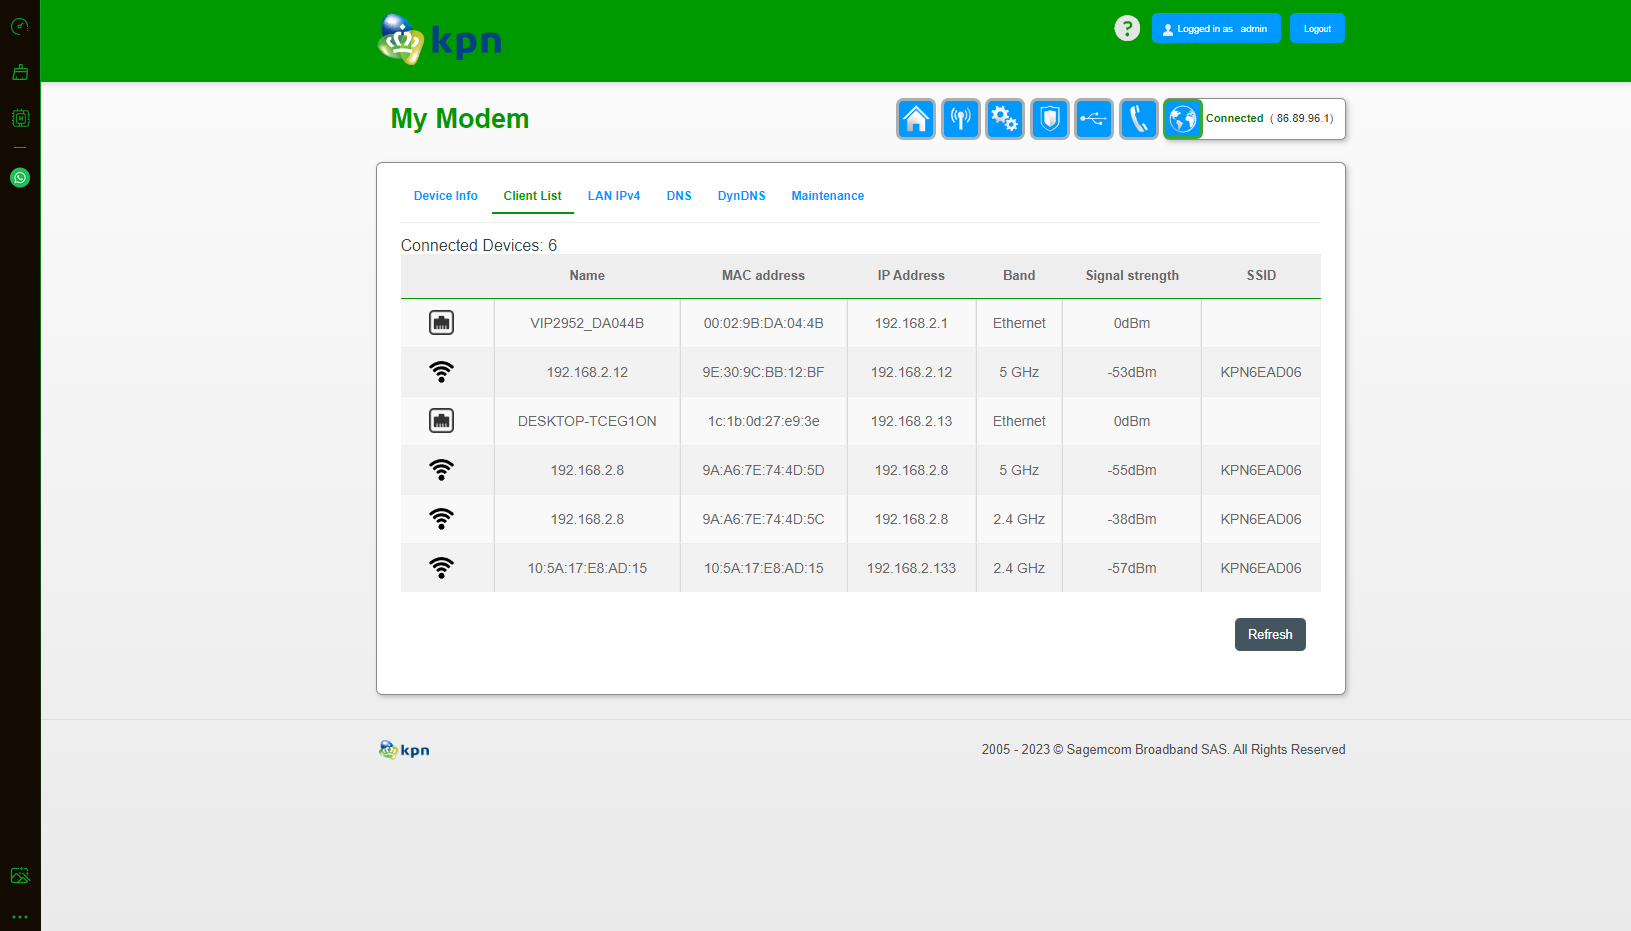 kpn
?
Logged in as admin
Logout
My Modem
Connected ( 86.89.96.1)
Device Info Client List LAN IPv4 DNS DynDNS Maintenance
Connected Devices: 6
Name MAC address IP Address Band Signal strength SSID
VIP2952_DA044B 00:02:9B:DA:04:4B 192.168.2.1 Ethernet 0dBm
192.168.2.12 9E:30:9C:BB:12:BF 192.168.2.12 5 GHz -53dBm KPN6EAD06
DESKTOP-TCEG1ON 1c:1b:0d:27:e9:3e 192.168.2.13 Ethernet 0dBm
192.168.2.8 9A:A6:7E:74:4D:5D 192.168.2.8 5 GHz -55dBm KPN6EAD06
192.168.2.8 9A:A6:7E:74:4D:5C 192.168.2.8 2.4 GHz -38dBm KPN6EAD06
10:5A:17:E8:AD:15 10:5A:17:E8:AD:15 192.168.2.133 2.4 GHz -57dBm KPN6EAD06
Refresh
kpn
2005 - 2023 © Sagemcom Broadband SAS. All Rights Reserved